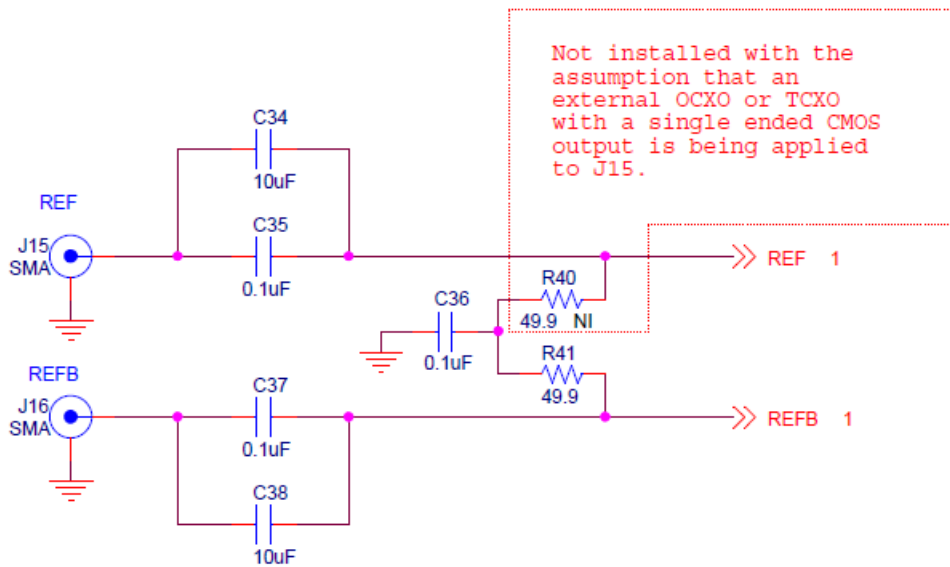 Not installed with the
assumption that an
external OCXO or TCXO
with a single ended CMOS
output is being applied
to J15.
C34
10uF
REF
J15
SMA
C35
0.1uF
REF 1
R40
49.9 NI
C36
0.1uF
R41
49.9
REFB
J16
SMA
C37
0.1uF
REFB 1
C38
10uF